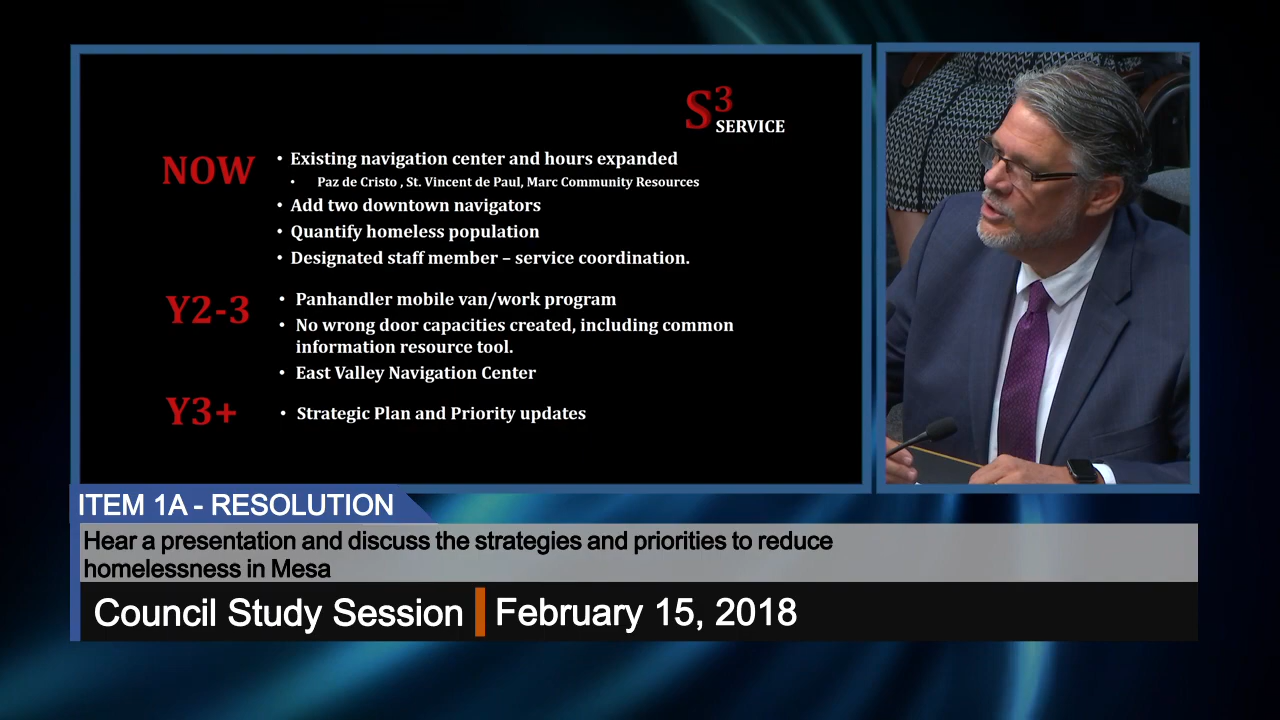 S³
SERVICE
NOW
• Existing navigation center and hours expanded
• Paz de Cristo , St. Vincent de Paul, Marc Community Resources
• Add two downtown navigators
• Quantify homeless population
• Designated staff member – service coordination.
Y2-3
• Panhandler mobile van/work program
• No wrong door capacities created, including common
information resource tool.
• East Valley Navigation Center
Y3+
• Strategic Plan and Priority updates
ITEM 1A - RESOLUTION
Hear a presentation and discuss the strategies and priorities to reduce
homelessness in Mesa
Council Study Session February 15, 2018